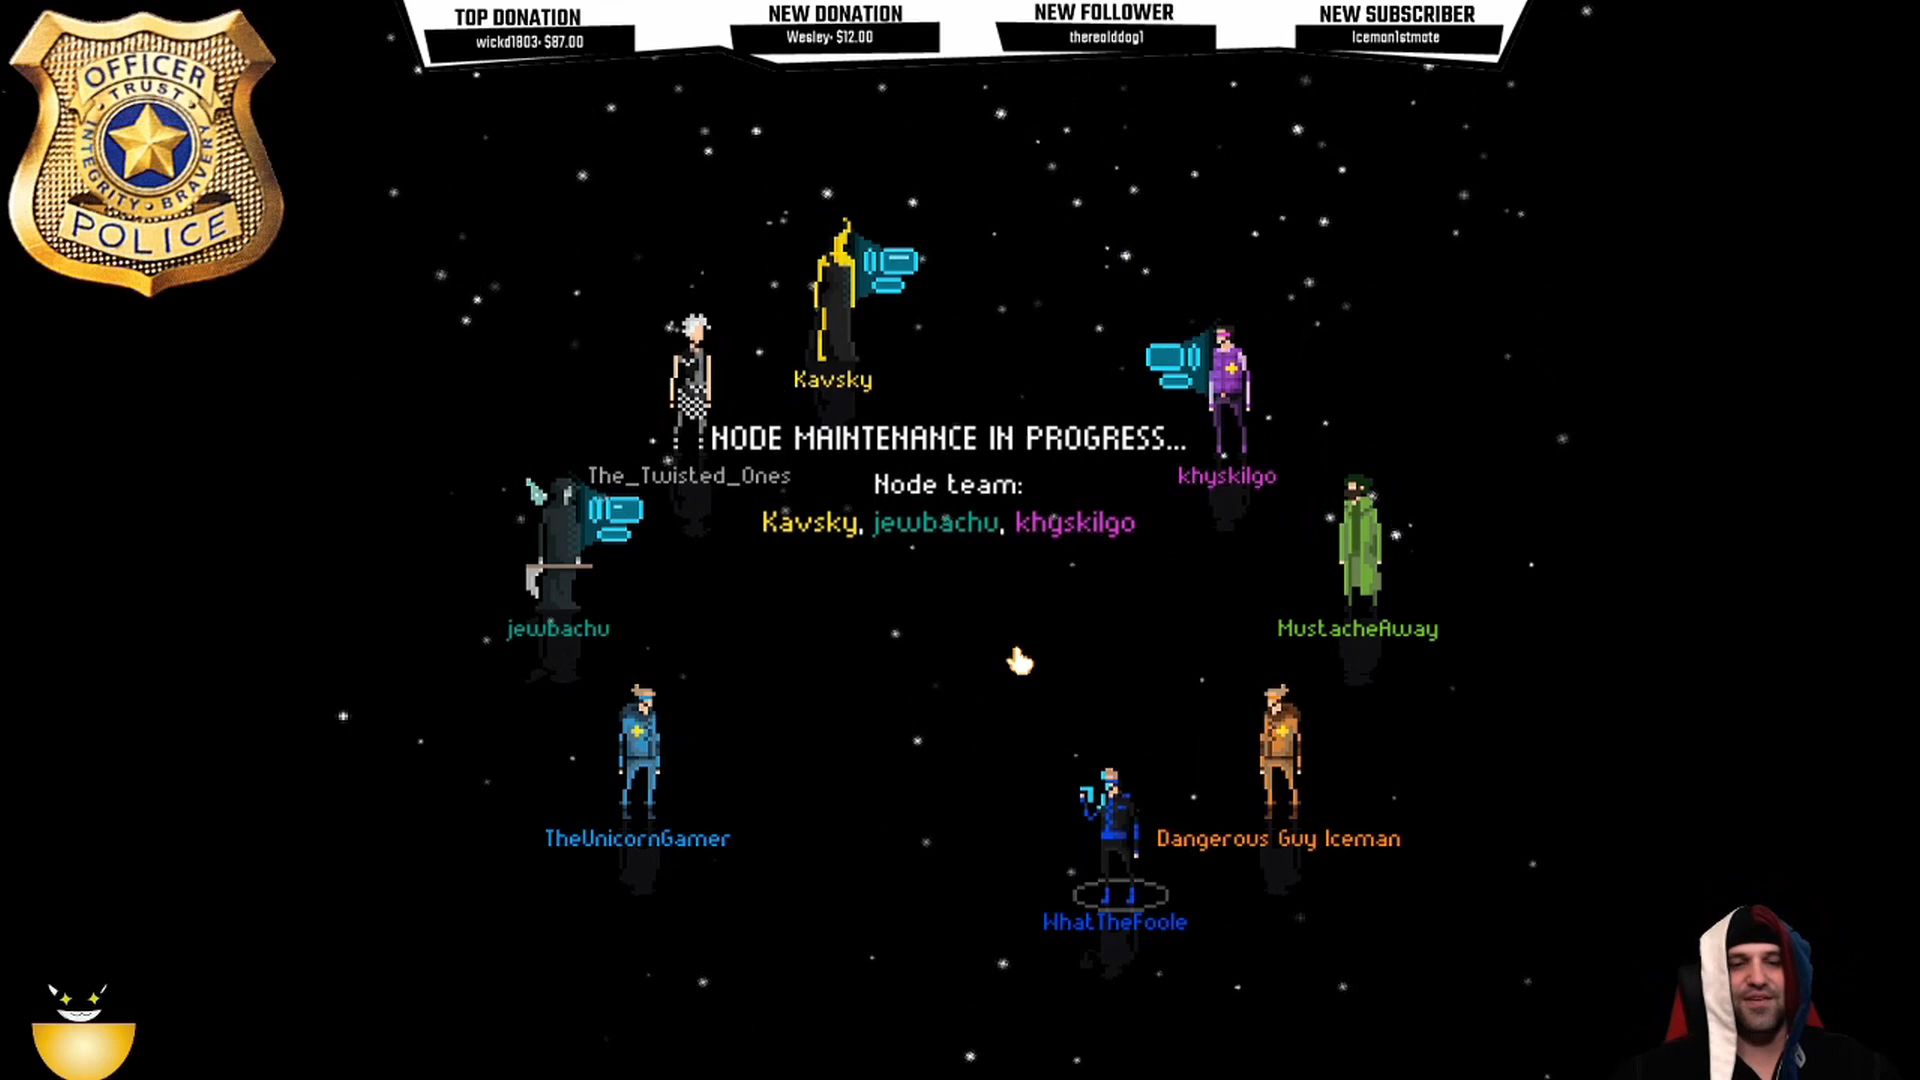 TOP DONATION
wickd1803: $87.00
NEW DONATION
Wesley: $12.00
NEW FOLLOWER
therealddog1
NEW SUBSCRIBER
Iceman1stmate
OFFICER
TRUST
INTEGRITY • BRAVERY
POLICE
Kavsky
NODE MAINTENANCE IN PROGRESS...
The_Twisted_Ones
khyskilgo
Node team:
Kavsky, jewbachu, khyskilgo
jewbachu
MustacheAway
TheUnicornGamer
Dangerous Guy Iceman
WhatTheFoole